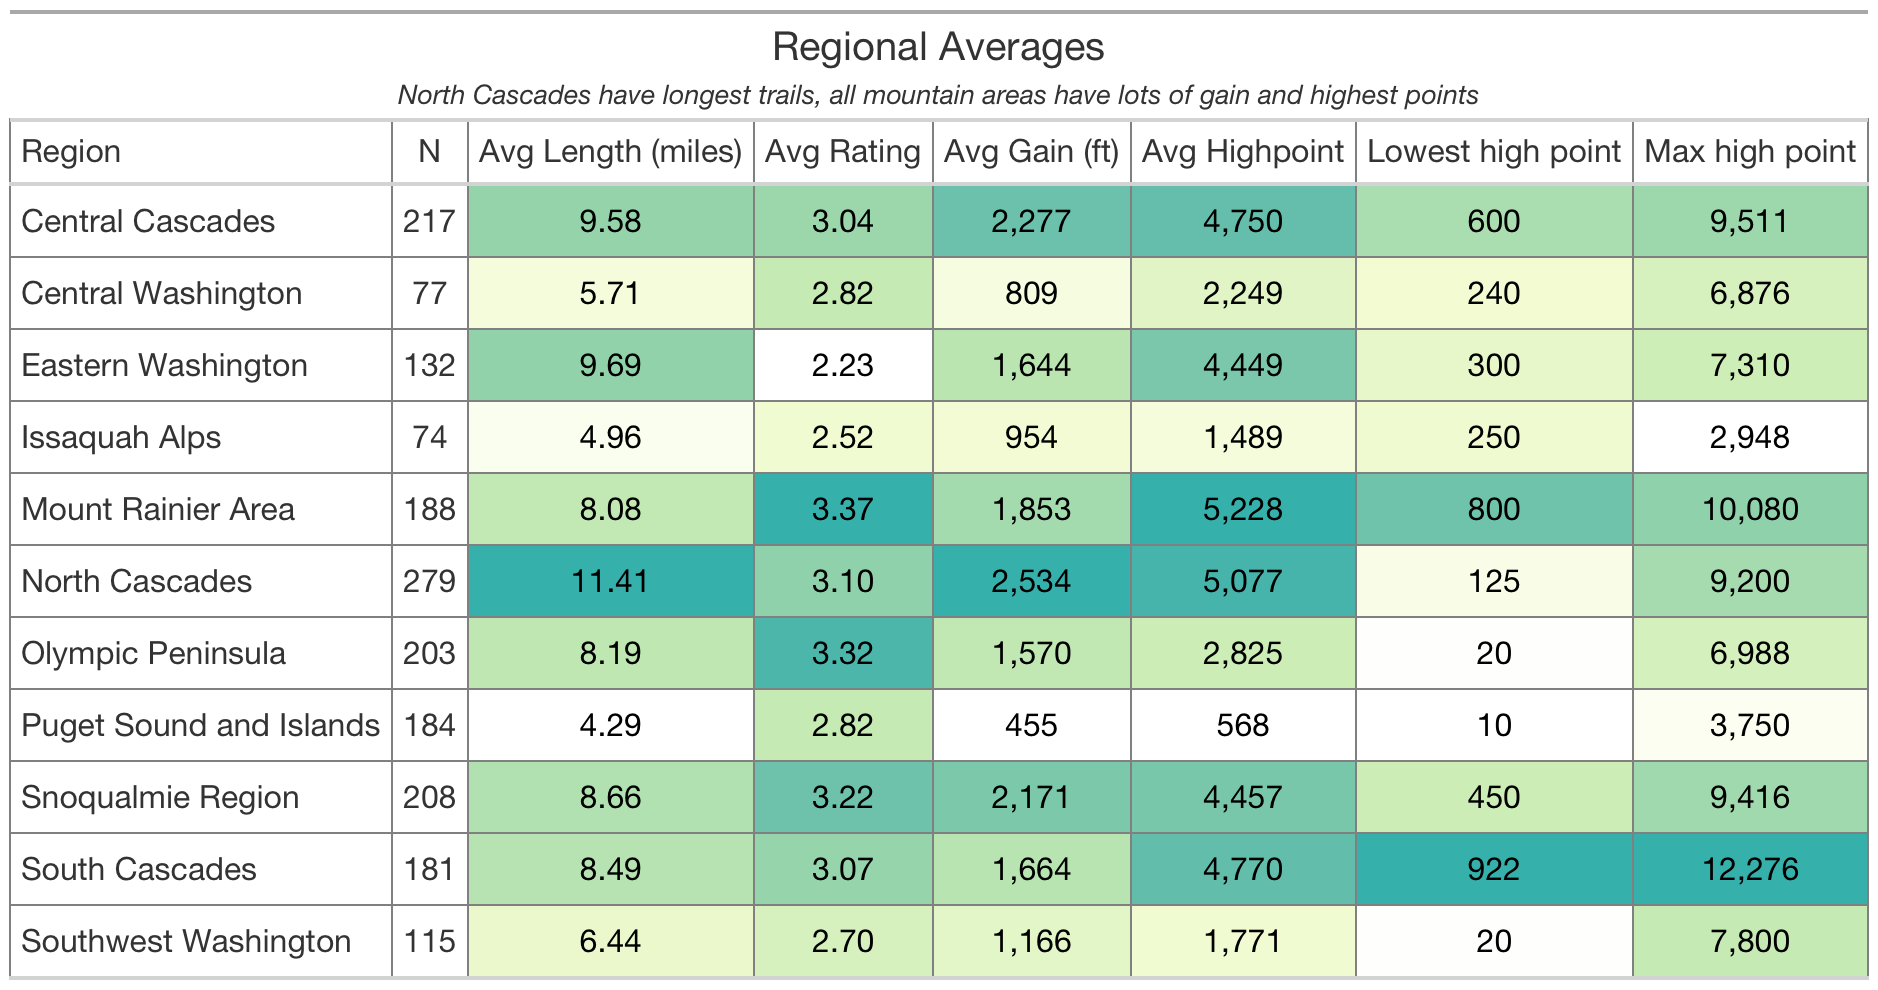 Regional Averages
North Cascades have longest trails, all mountain areas have lots of gain and highest points
Region N Avg Length (miles) Avg Rating Avg Gain (ft) Avg Highpoint Lowest high point Max high point
Central Cascades 217 9.58 3.04 2,277 4,750 600 9,511
Central Washington 77 5.71 2.82 809 2,249 240 6,876
Eastern Washington 132 9.69 2.23 1,644 4,449 300 7,310
Issaquah Alps 74 4.96 2.52 954 1,489 250 2,948
Mount Rainier Area 188 8.08 3.37 1,853 5,228 800 10,080
North Cascades 279 11.41 3.10 2,534 5,077 125 9,200
Olympic Peninsula 203 8.19 3.32 1,570 2,825 20 6,988
Puget Sound and Islands 184 4.29 2.82 455 568 10 3,750
Snoqualmie Region 208 8.66 3.22 2,171 4,457 450 9,416
South Cascades 181 8.49 3.07 1,664 4,770 922 12,276
Southwest Washington 115 6.44 2.70 1,166 1,771 20 7,800